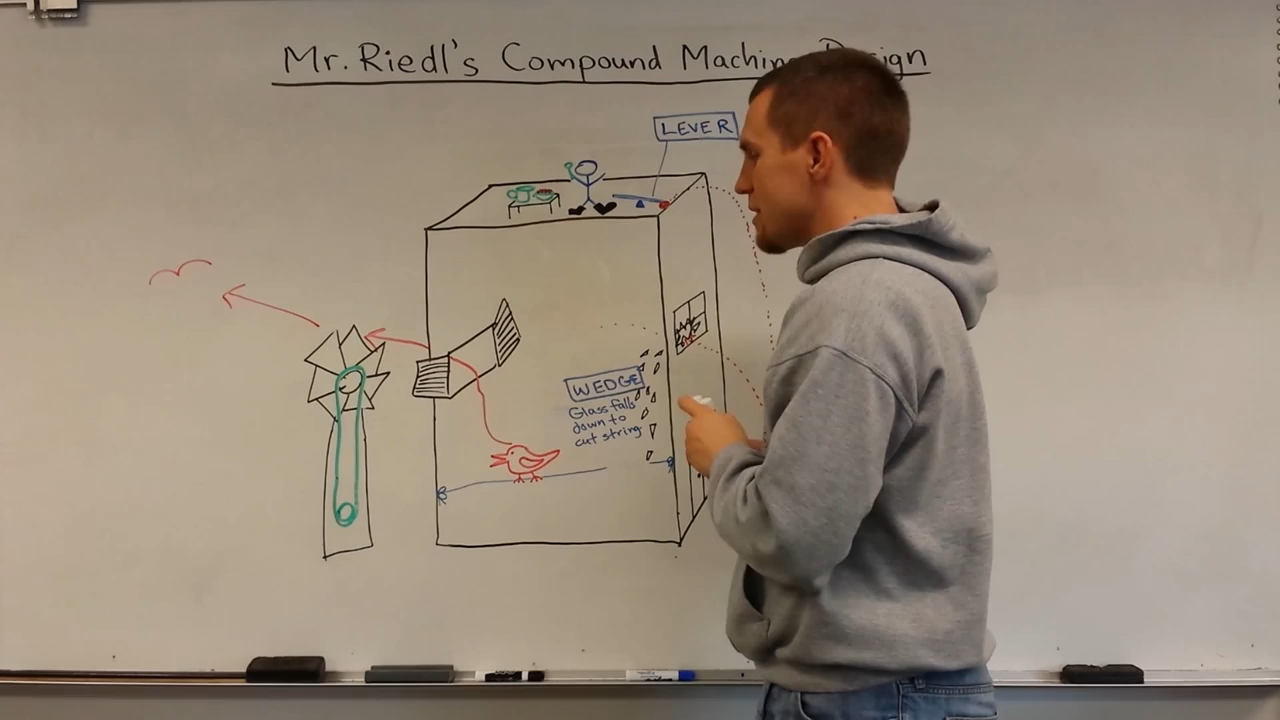 Mr. Riedl's Compound Machine Design
LEVER
WEDGE
Glass falls
down to
cut string